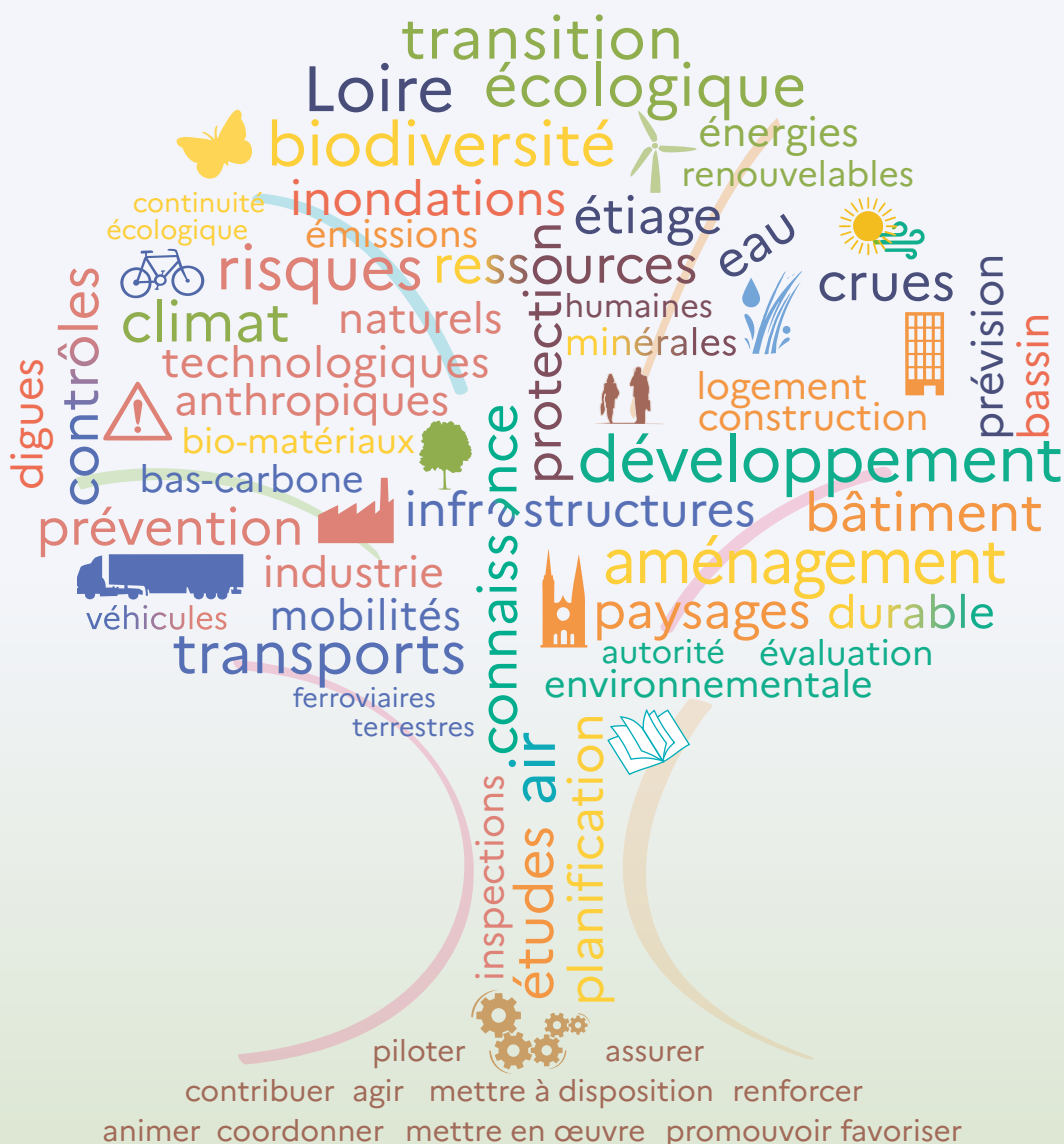 transition
Loire écologique
biodiversité
énergies
renouvelables
continuité
écologique
inondations
émissions
étiage
eau
risques
ressources
humaines
minérales
protection
crues
prévision
bassin
contrôles
digues
climat
naturels
technologiques
anthropiques
logement
construction
bio-matériaux
bas-carbone
développement
prévention
infrastructures
bâtiment
.connaissance
industrie
aménagement
véhicules
mobilités
paysages durable
transports
autorité évaluation
environnementale
ferroviaires
terrestres
air
planification
inspections
études
piloter assurer
contribuer agir mettre à disposition renforcer
animer coordonner mettre en œuvre promouvoir favoriser